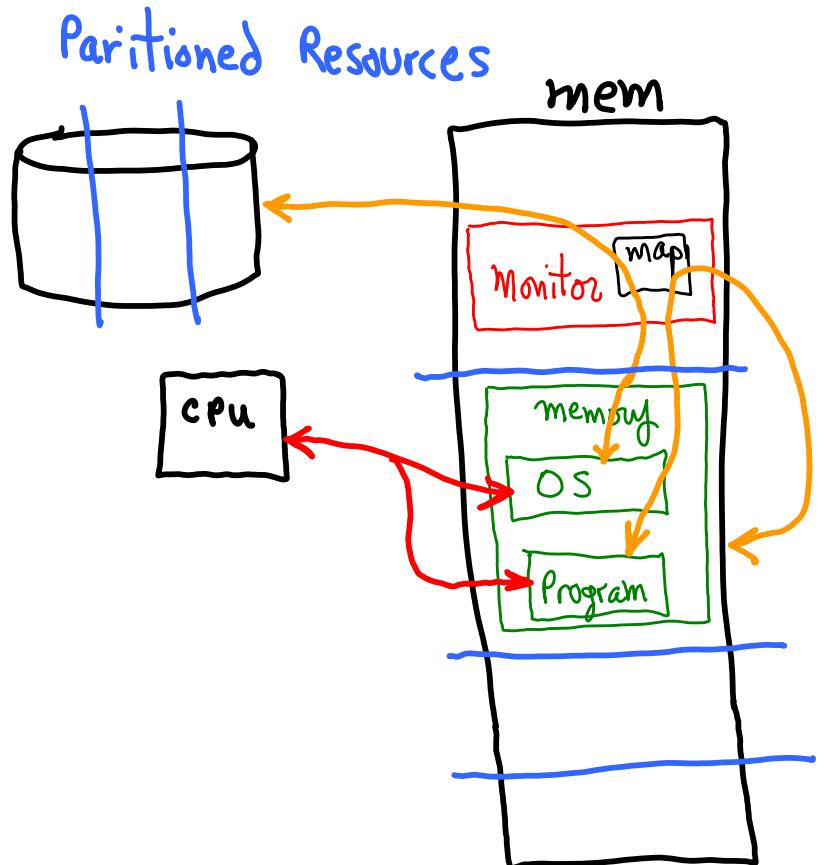 Paritioned Resources
mem
map
Monitor
cpu
memory
OS
Program